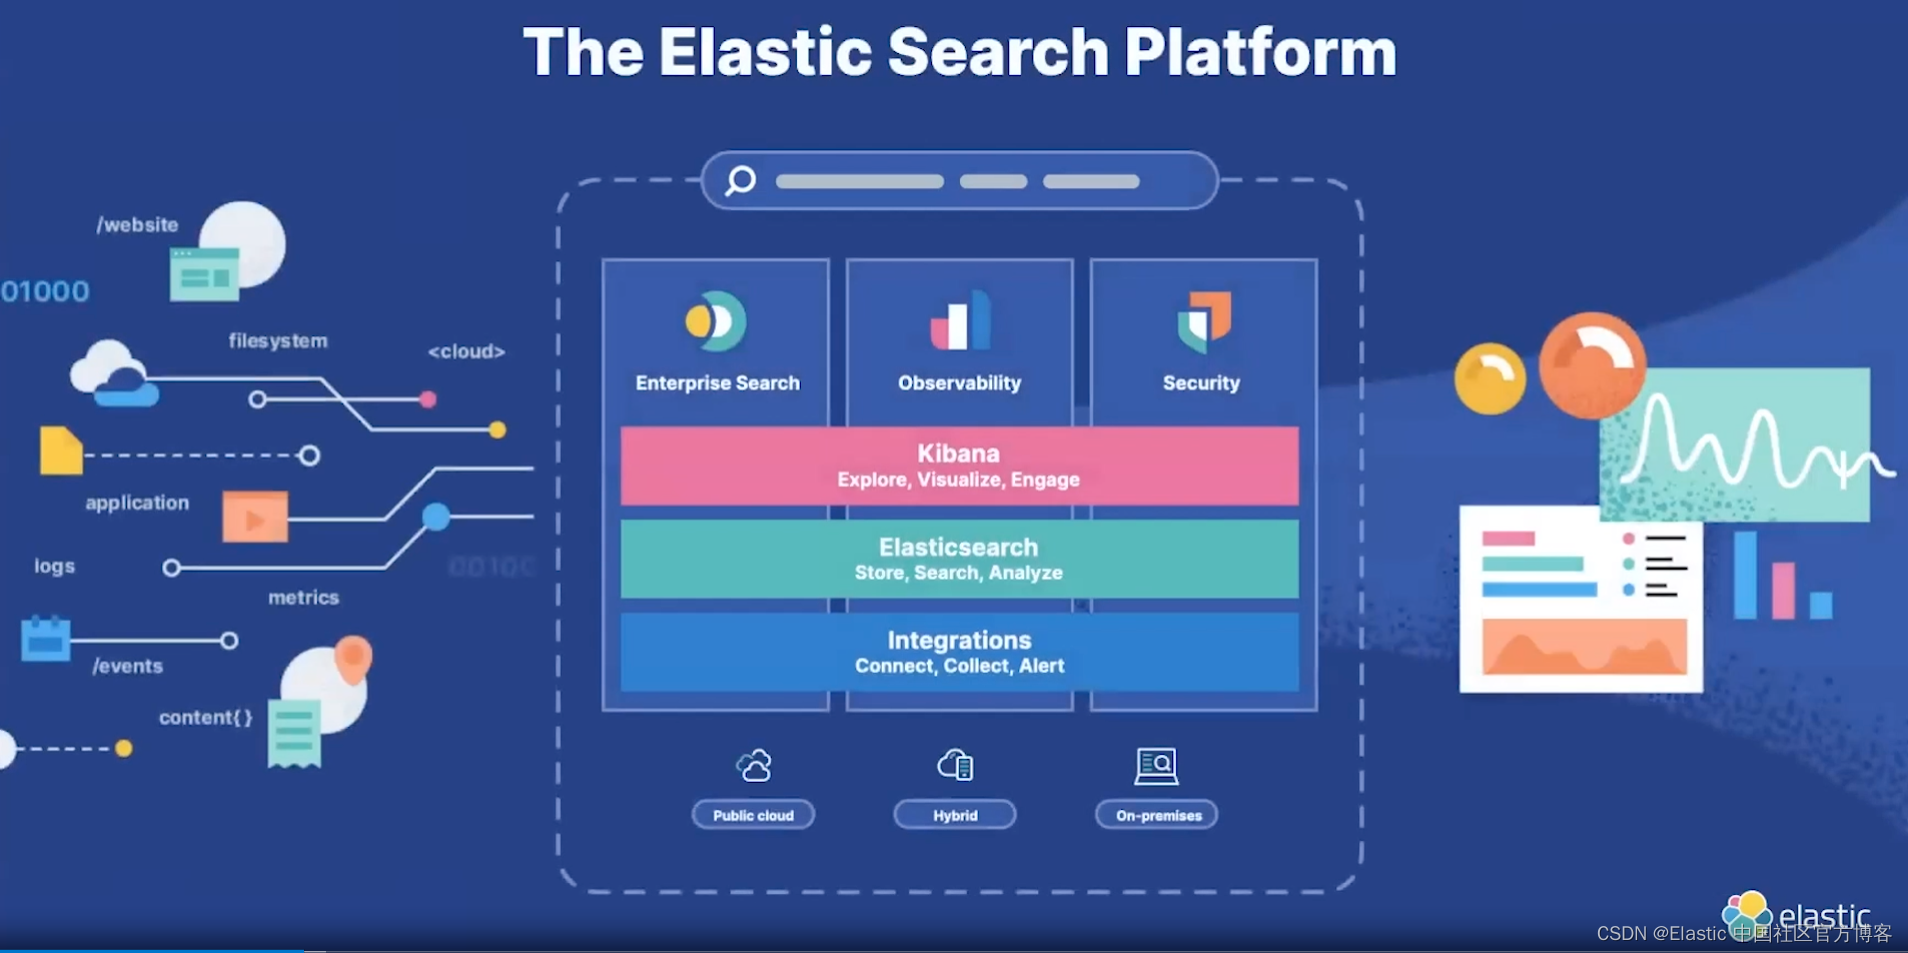 The Elastic Search Platform
/website
01000
filesystem
<cloud>
application
logs
metrics
/events
content{}
0010C
Enterprise Search
Observability
Security
Kibana
Explore, Visualize, Engage
Elasticsearch
Store, Search, Analyze
Integrations
Connect, Collect, Alert
Public cloud
Hybrid
On-premises
elastic
CSDN @Elastic 中国社区官方博客